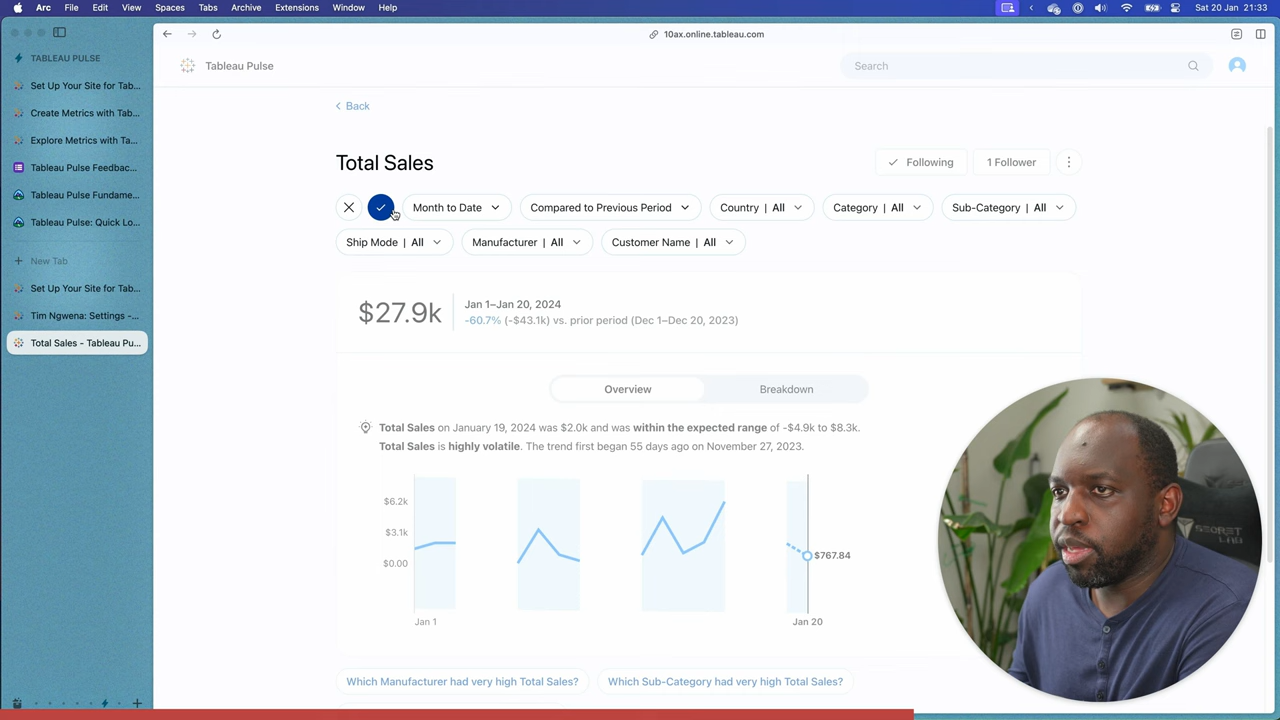 Arc File Edit View Spaces Tabs Archive Extensions Window Help
Sat 20 Jan 21:33
TABLEAU PULSE
Set Up Your Site for Tab...
Create Metrics with Tab...
Explore Metrics with Ta...
Tableau Pulse Feedbac...
Tableau Pulse Fundame...
Tableau Pulse: Quick Lo...
New Tab
Set Up Your Site for Tab...
Tim Ngwena: Settings -...
Total Sales - Tableau Pu...
10ax.online.tableau.com
Tableau Pulse
Search
Back
Total Sales
Following
1 Follower
Month to Date
Compared to Previous Period
Country | All
Category | All
Sub-Category | All
Ship Mode | All
Manufacturer | All
Customer Name | All
$27.9k
Jan 1–Jan 20, 2024
-60.7% (-$43.1k) vs. prior period (Dec 1–Dec 20, 2023)
Overview
Breakdown
Total Sales on January 19, 2024 was $2.0k and was within the expected range of -$4.9k to $8.3k.
Total Sales is highly volatile. The trend first began 55 days ago on November 27, 2023.
$6.2k
$3.1k
$0.00
$767.84
Jan 1
Jan 20
Which Manufacturer had very high Total Sales?
Which Sub-Category had very high Total Sales?
SECRET LAB